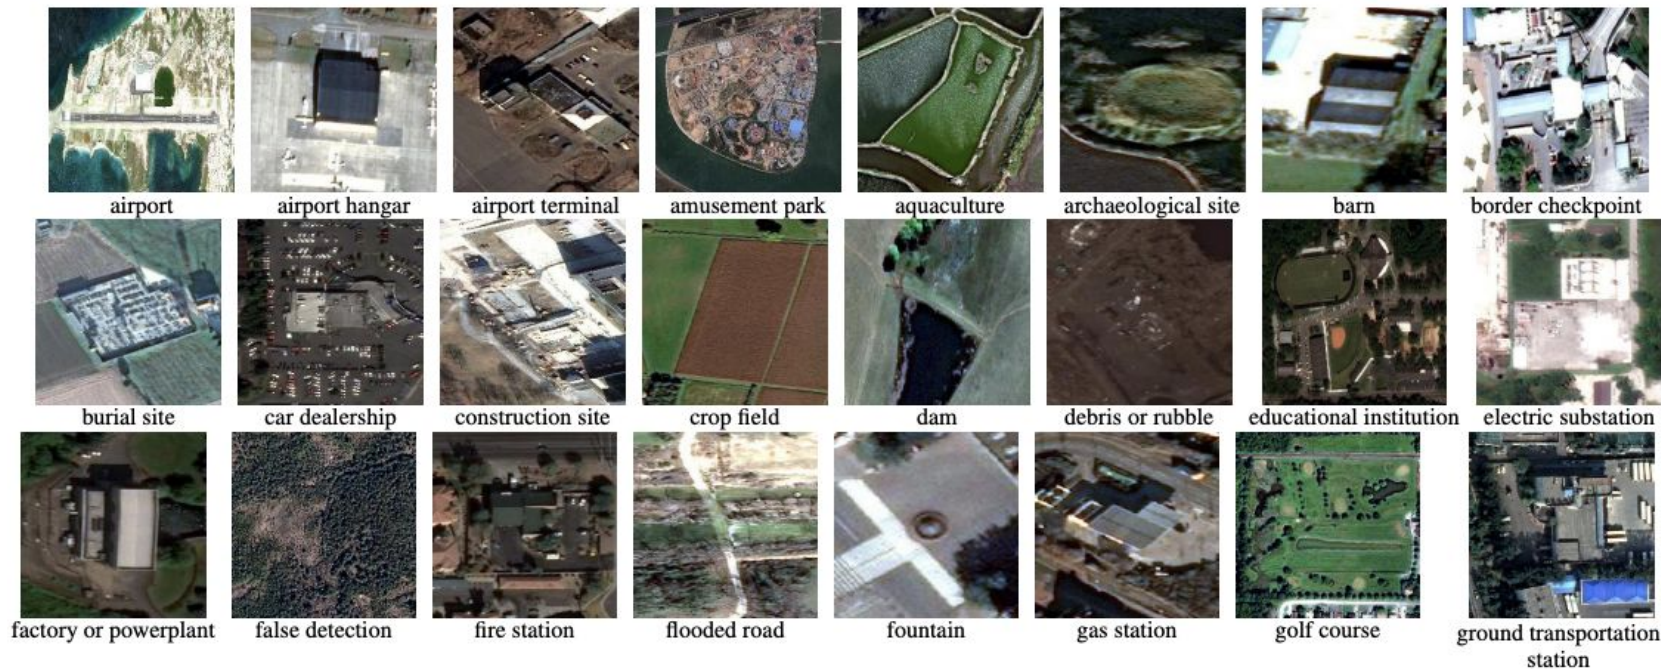 airport
airport hangar
airport terminal
amusement park
aquaculture
archaeological site
barn
border checkpoint
burial site
car dealership
construction site
crop field
dam
debris or rubble
educational institution
electric substation
factory or powerplant
false detection
fire station
flooded road
fountain
gas station
golf course
ground transportation
station